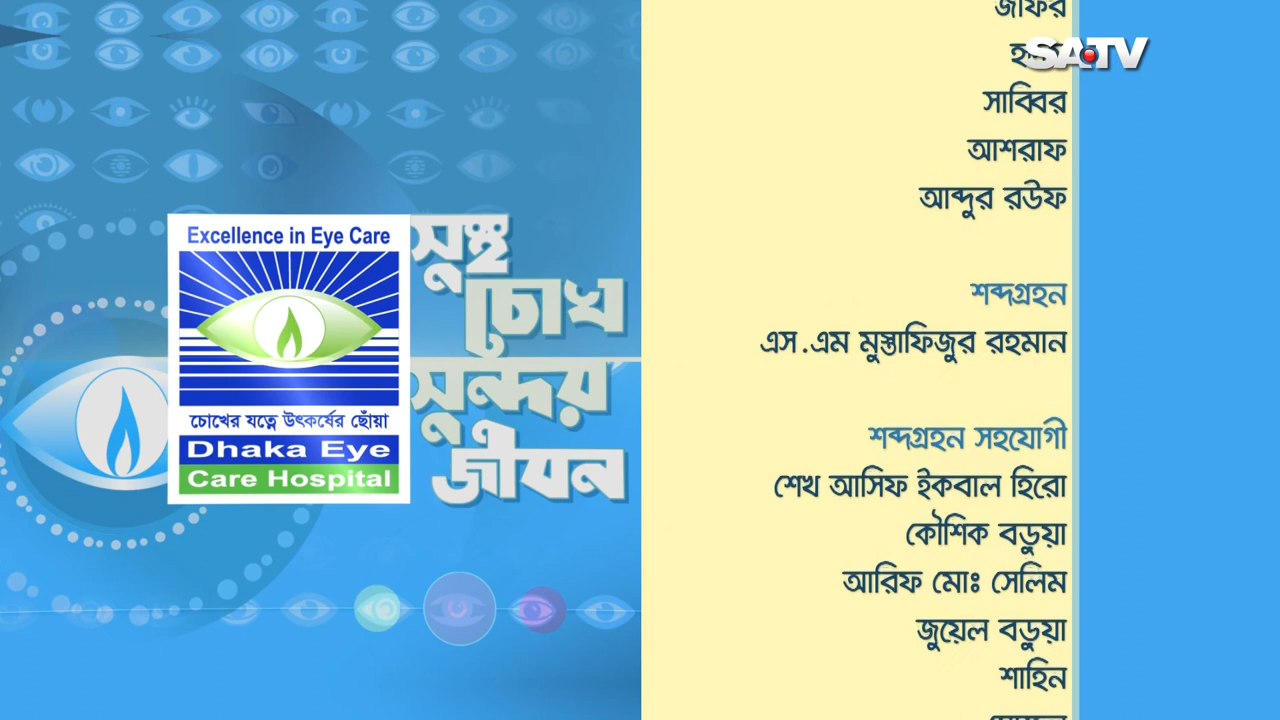 Excellence in Eye Care
চোখের যত্নে উৎকর্ষের ছোঁয়া
Dhaka Eye
Care Hospital
সুস্থ
চোখ
সুন্দর
জীবন
SATV
জাফর
সাব্বির
আশরাফ
আব্দুর রউফ
শব্দগ্রহন
এস.এম মুস্তাফিজুর রহমান
শব্দগ্রহন সহযোগী
শেখ আসিফ ইকবাল হিরো
কৌশিক বড়ুয়া
আরিফ মোঃ সেলিম
জুয়েল বড়ুয়া
শাহিন